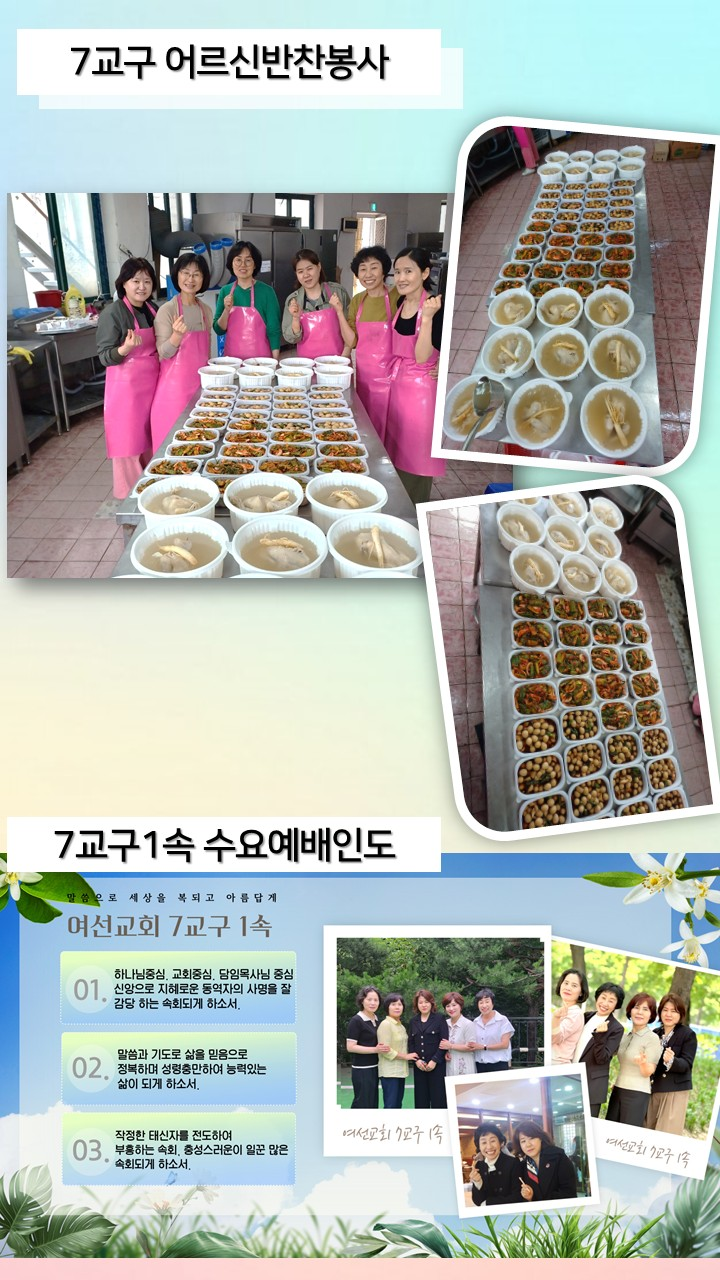 7교구 어르신반찬봉사
7교구1속 수요예배인도
말씀으로 세상을 복되고 아름답게
여선교회 7교구 1속
01. 하나님중심, 교회중심, 담임목사님 중심
신앙으로 지혜로운 동역자의 사명을 잘
감당 하는 속회되게 하소서.
02. 말씀과 기도로 삶을 믿음으로
정복하며 성령충만하여 능력있는
삶이 되게 하소서.
03. 작정한 태신자를 전도하여
부흥하는 속회, 충성스러운이 일꾼 많은
속회되게 하소서.
여선교회 7교구 1속
여선교회 7교구 1속